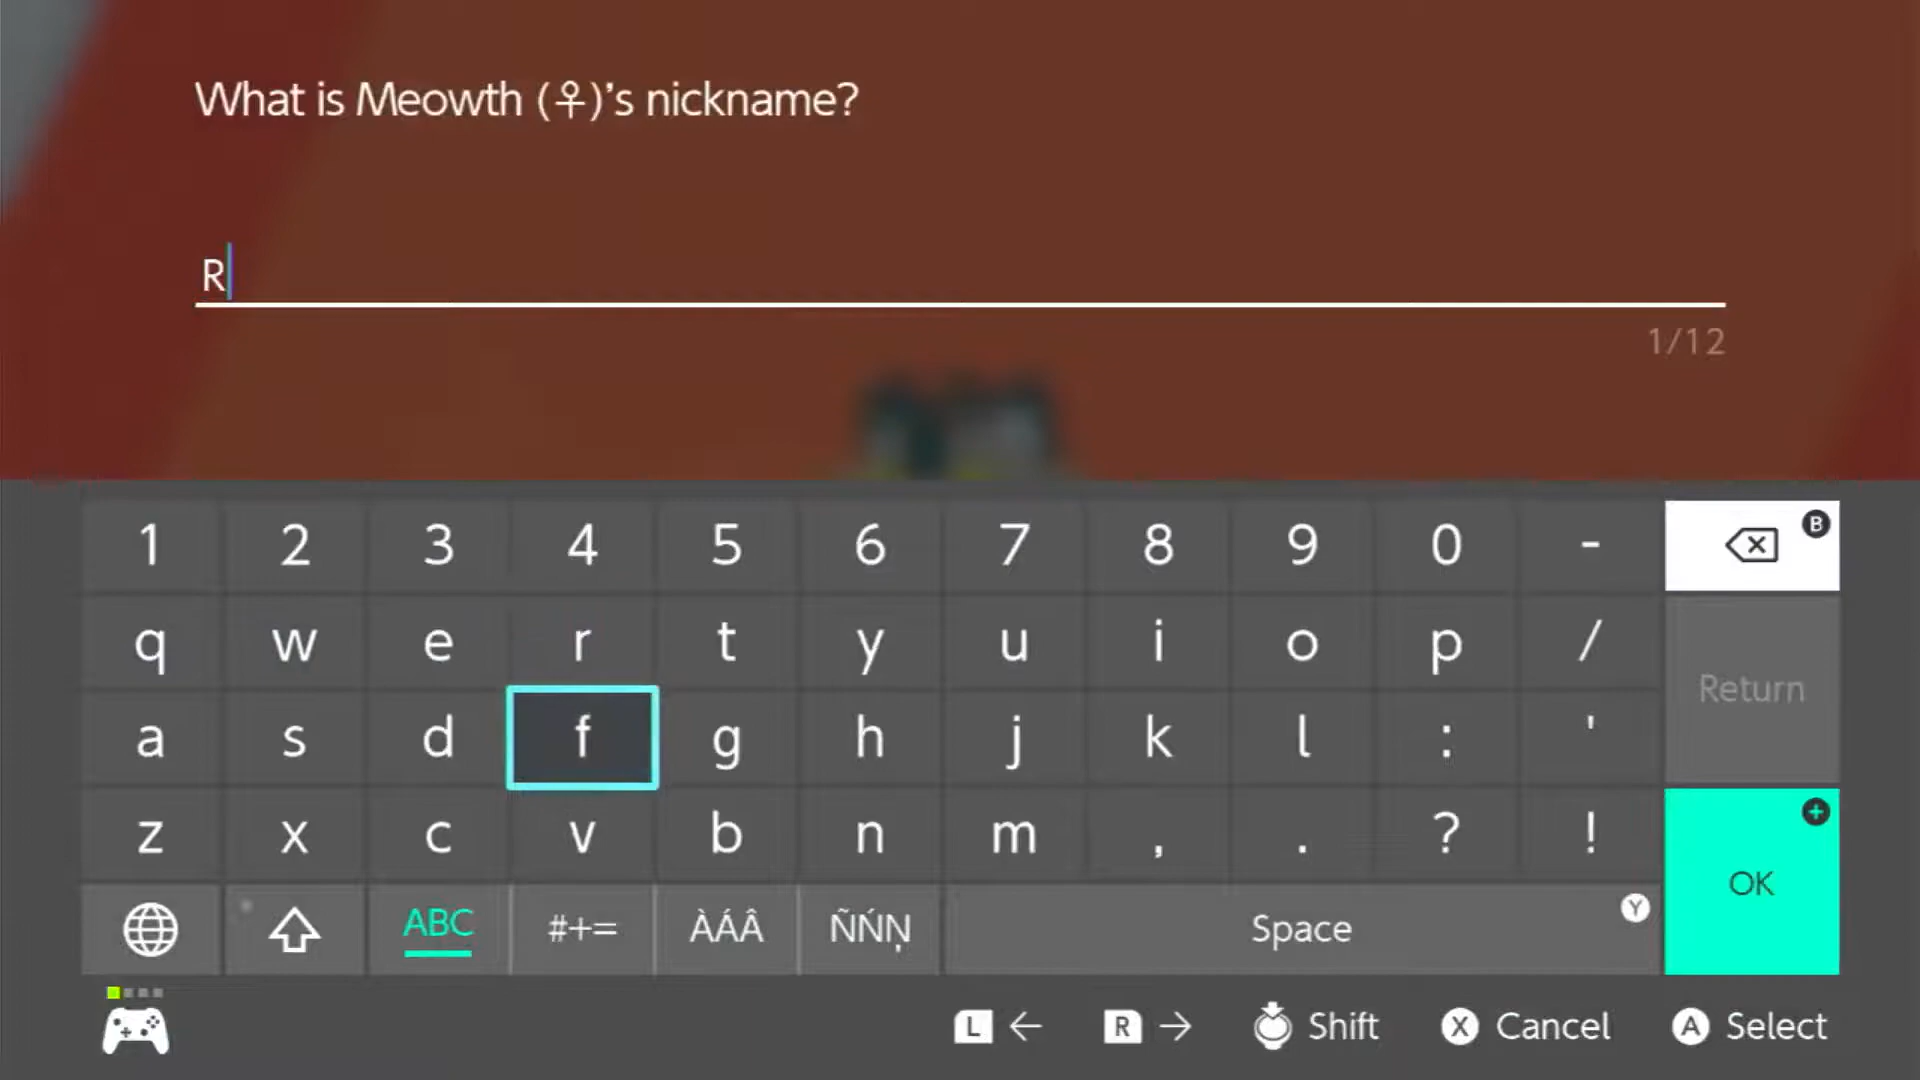 What is Meowth (♀)'s nickname?
R
1/12
1 2 3 4 5 6 7 8 9 0 - B
q w e r t y u i o p / Return
a s d f g h j k l : '
z x c v b n m , . ? ! + OK
ABC #+= ÀÁÂ ÑŃŅ Space Y
L ← R → Shift X Cancel A Select